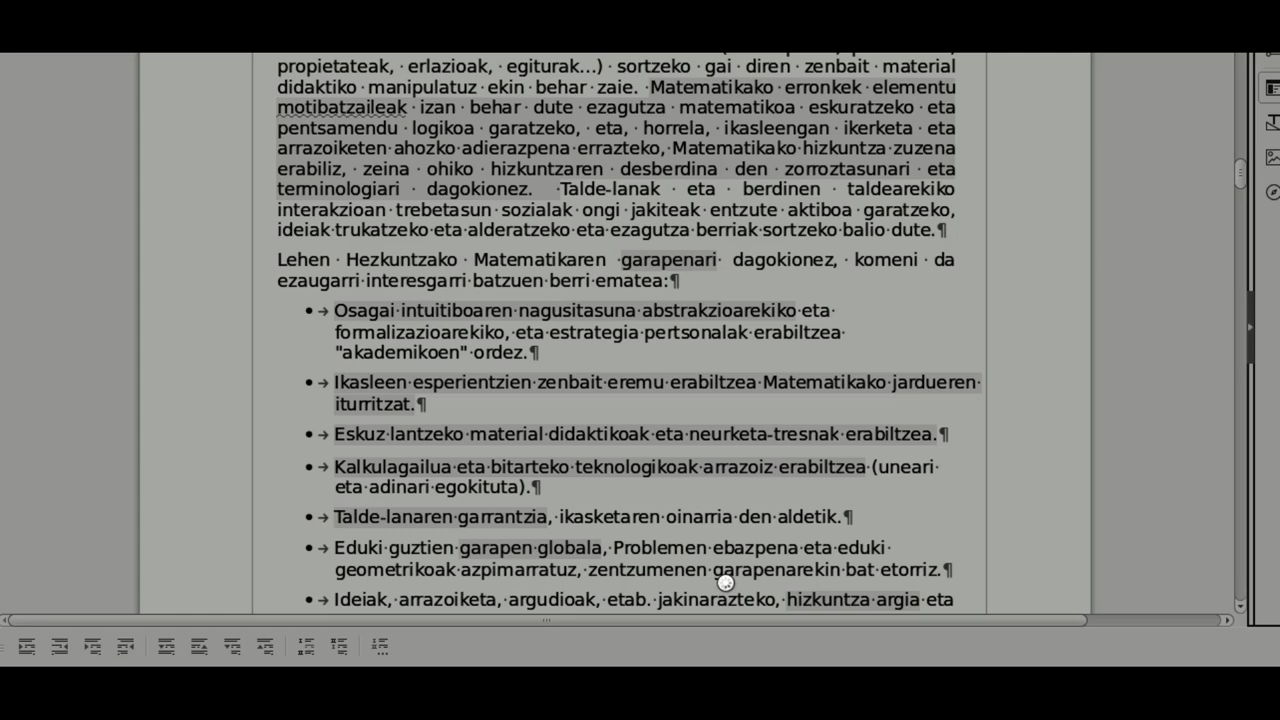 propietateak, erlazioak, egiturak...) sortzeko gai diren zenbait material
didaktiko manipulatuz ekin behar zaie. Matematikako erronkek elementu
motibatzaileak izan behar dute ezagutza matematikoa eskuratzeko eta
pentsamendu logikoa garatzeko, eta, horrela, ikasleengan ikerketa eta
arrazoiketen ahozko adierazpena errazteko, Matematikako hizkuntza zuzena
erabiliz, zeina ohiko hizkuntzaren desberdina den zorroztasunari eta
terminologiari dagokionez. Talde-lanak eta berdinen taldearekiko
interakzioan trebetasun sozialak ongi jakiteak entzute aktiboa garatzeko,
ideiak trukatzeko eta alderatzeko eta ezagutza berriak sortzeko balio dute.¶
Lehen Hezkuntzako Matematikaren garapenari dagokionez, komeni da
ezaugarri interesgarri batzuen berri ematea:¶
• → Osagai intuitiboaren nagusitasuna abstrakzioarekiko eta
formalizazioarekiko, eta estrategia pertsonalak erabiltzea
"akademikoen" ordez.¶
• → Ikasleen esperientzien zenbait eremu erabiltzea Matematikako jardueren
iturritzat.¶
• → Eskuz lantzeko material didaktikoak eta neurketa-tresnak erabiltzea.¶
• → Kalkulagailua eta bitarteko teknologikoak arrazoiz erabiltzea (uneari
eta adinari egokituta).¶
• → Talde-lanaren garrantzia, ikasketaren oinarria den aldetik.¶
• → Eduki guztien garapen globala, Problemen ebazpena eta eduki
geometrikoak azpimarratuz, zentzumenen garapenarekin bat etorriz.¶
• → Ideiak, arrazoiketa, argudioak, etab. jakinarazteko, hizkuntza argia eta